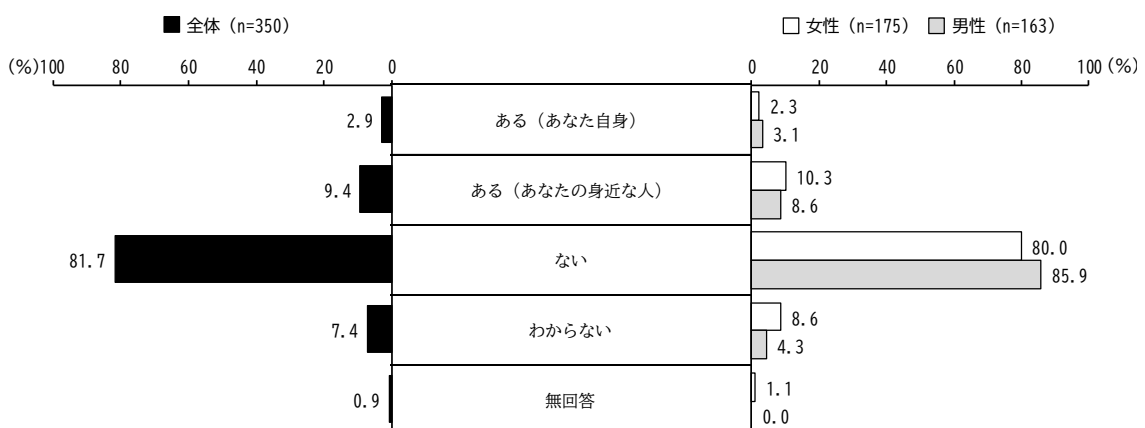 全体（n=350）
女性（n=175） 男性（n=163）
(%)100 80 60 40 20 0
0 20 40 60 80 100(%)
2.9 ある（あなた自身） 2.3
3.1
9.4 ある（あなたの身近な人） 10.3
8.6
81.7 ない 80.0
85.9
7.4 わからない 8.6
4.3
0.9 無回答 1.1
0.0